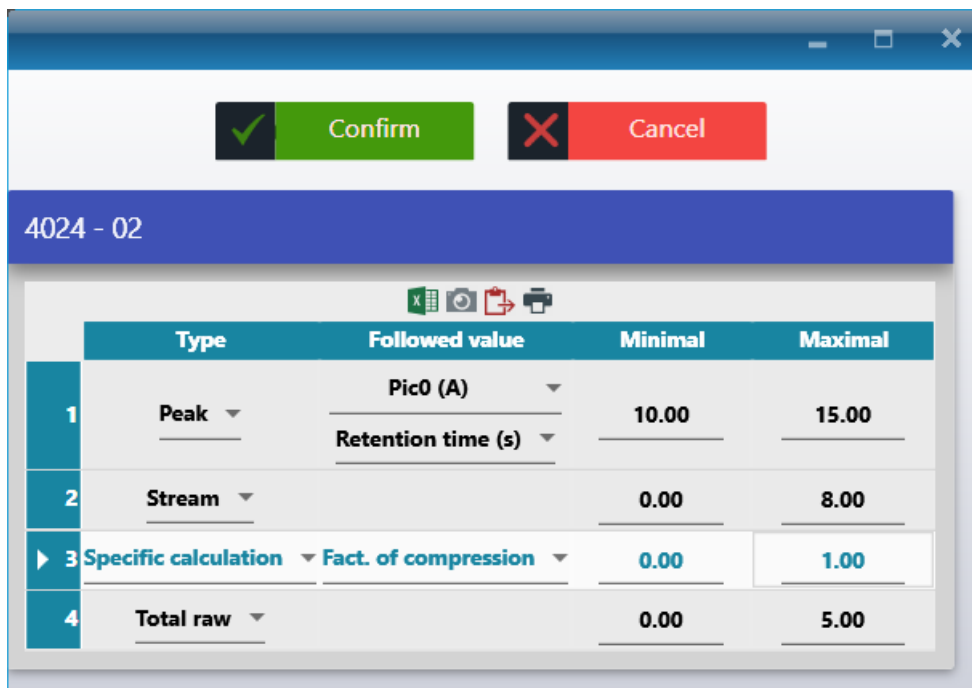 Confirm
Cancel
4024 - 02
Type Followed value Minimal Maximal
1 Peak Pic0 (A) 10.00 15.00
Retention time (s)
2 Stream 0.00 8.00
3 Specific calculation Fact. of compression 0.00 1.00
4 Total raw 0.00 5.00